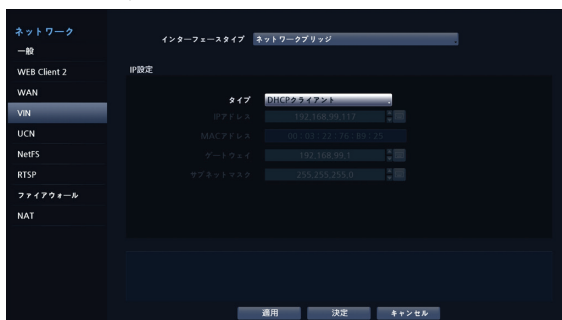 ネットワーク
インターフェースタイプ ネットワークブリッジ
一般
WEB Client 2
IP設定
WAN
タイプ DHCPクライアント
VIN
IPアドレス 192.168.99.117
UCN
MACアドレス 00:03:22:76:89:25
NetFS
ゲートウェイ 192.168.99.1
RTSP
サブネットマスク 255.255.255.0
ファイアウォール
NAT
適用 決定 キャンセル